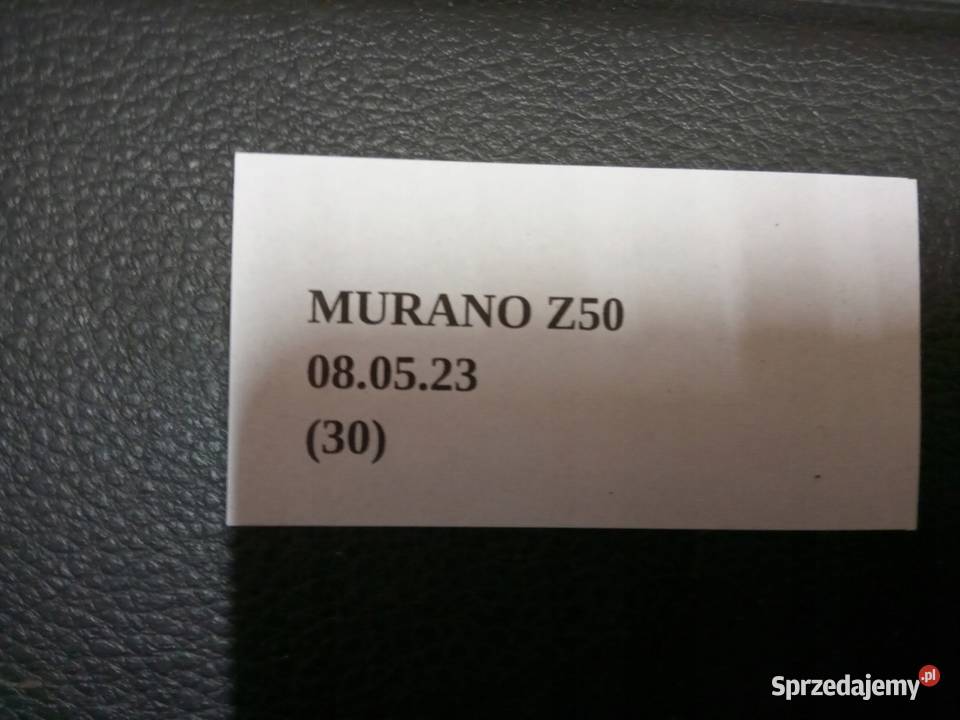 MURANO Z50
08.05.23
(30)
Sprzedajemy.pl